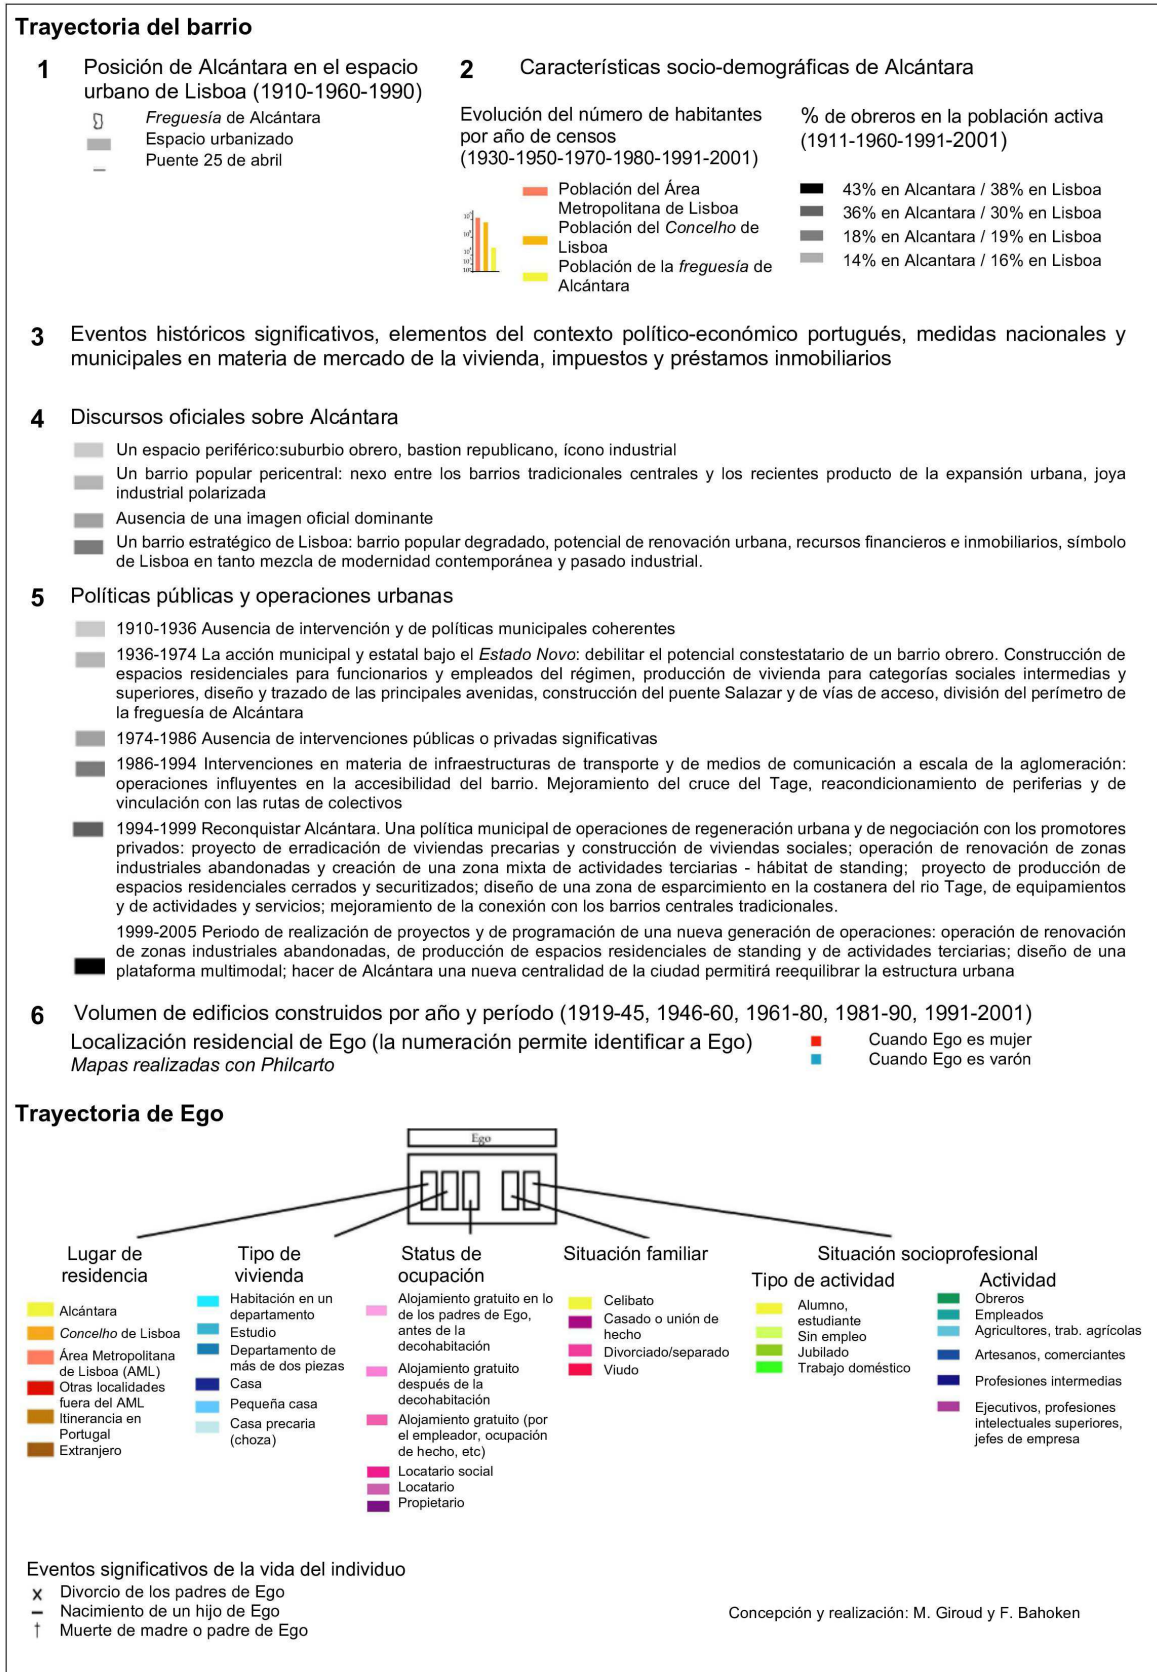 Trayectoria del barrio
1 Posición de Alcántara en el espacio
urbano de Lisboa (1910-1960-1990)
Freguesía de Alcántara
Espacio urbanizado
Puente 25 de abril
2 Características socio-demográficas de Alcántara
Evolución del número de habitantes
por año de censos
(1930-1950-1970-1980-1991-2001)
Población del Área
Metropolitana de Lisboa
Población del Concelho de
Lisboa
Población de la freguesía de
Alcántara
% de obreros en la población activa
(1911-1960-1991-2001)
43% en Alcantara / 38% en Lisboa
36% en Alcantara / 30% en Lisboa
18% en Alcantara / 19% en Lisboa
14% en Alcantara / 16% en Lisboa
3 Eventos históricos significativos, elementos del contexto político-económico portugués, medidas nacionales y
municipales en materia de mercado de la vivienda, impuestos y préstamos inmobiliarios
4 Discursos oficiales sobre Alcántara
Un espacio periférico:suburbio obrero, bastion republicano, ícono industrial
Un barrio popular pericentral: nexo entre los barrios tradicionales centrales y los recientes producto de la expansión urbana, joya
industrial polarizada
Ausencia de una imagen oficial dominante
Un barrio estratégico de Lisboa: barrio popular degradado, potencial de renovación urbana, recursos financieros e inmobiliarios, símbolo
de Lisboa en tanto mezcla de modernidad contemporánea y pasado industrial.
5 Políticas públicas y operaciones urbanas
1910-1936 Ausencia de intervención y de políticas municipales coherentes
1936-1974 La acción municipal y estatal bajo el Estado Novo: debilitar el potencial constestatario de un barrio obrero. Construcción de
espacios residenciales para funcionarios y empleados del régimen, producción de vivienda para categorías sociales intermedias y
superiores, diseño y trazado de las principales avenidas, construcción del puente Salazar y de vías de acceso, división del perímetro de
la freguesía de Alcántara
1974-1986 Ausencia de intervenciones públicas o privadas significativas
1986-1994 Intervenciones en materia de infraestructuras de transporte y de medios de comunicación a escala de la aglomeración:
operaciones influyentes en la accesibilidad del barrio. Mejoramiento del cruce del Tage, reacondicionamiento de periferias y de
vinculación con las rutas de colectivos
1994-1999 Reconquistar Alcántara. Una política municipal de operaciones de regeneración urbana y de negociación con los promotores
privados: proyecto de erradicación de viviendas precarias y construcción de viviendas sociales; operación de renovación de zonas
industriales abandonadas y creación de una zona mixta de actividades terciarias - hábitat de standing; proyecto de producción de
espacios residenciales cerrados y securitizados; diseño de una zona de esparcimiento en la costanera del rio Tage, de equipamientos
y de actividades y servicios; mejoramiento de la conexión con los barrios centrales tradicionales.
1999-2005 Periodo de realización de proyectos y de programación de una nueva generación de operaciones: operación de renovación
de zonas industriales abandonadas, de producción de espacios residenciales de standing y de actividades terciarias; diseño de una
plataforma multimodal; hacer de Alcántara una nueva centralidad de la ciudad permitirá reequilibrar la estructura urbana
6 Volumen de edificios construidos por año y período (1919-45, 1946-60, 1961-80, 1981-90, 1991-2001)
Localización residencial de Ego (la numeración permite identificar a Ego)
Mapas realizadas con Philcarto
Cuando Ego es mujer
Cuando Ego es varón
Trayectoria de Ego
Ego
Lugar de
residencia
Alcántara
Concelho de Lisboa
Área Metropolitana
de Lisboa (AML)
Otras localidades
fuera del AML
Itinerancia en
Portugal
Extranjero
Tipo de
vivienda
Habitación en un
departamento
Estudio
Departamento de
más de dos piezas
Casa
Pequeña casa
Casa precaria
(choza)
Status de
ocupación
Alojamiento gratuito en lo
de los padres de Ego,
antes de la
decohabitación
Alojamiento gratuito
después de la
decohabitación
Alojamiento gratuito (por
el empleador, ocupación
de hecho, etc)
Locatario social
Locatario
Propietario
Situación familiar
Celibato
Casado o unión de
hecho
Divorciado/separado
Viudo
Situación socioprofesional
Tipo de actividad
Alumno,
estudiante
Sin empleo
Jubilado
Trabajo doméstico
Actividad
Obreros
Empleados
Agricultores, trab. agrícolas
Artesanos, comerciantes
Profesiones intermedias
Ejecutivos, profesiones
intelectuales superiores,
jefes de empresa
Eventos significativos de la vida del individuo
x Divorcio de los padres de Ego
– Nacimiento de un hijo de Ego
† Muerte de madre o padre de Ego
Concepción y realización: M. Giroud y F. Bahoken